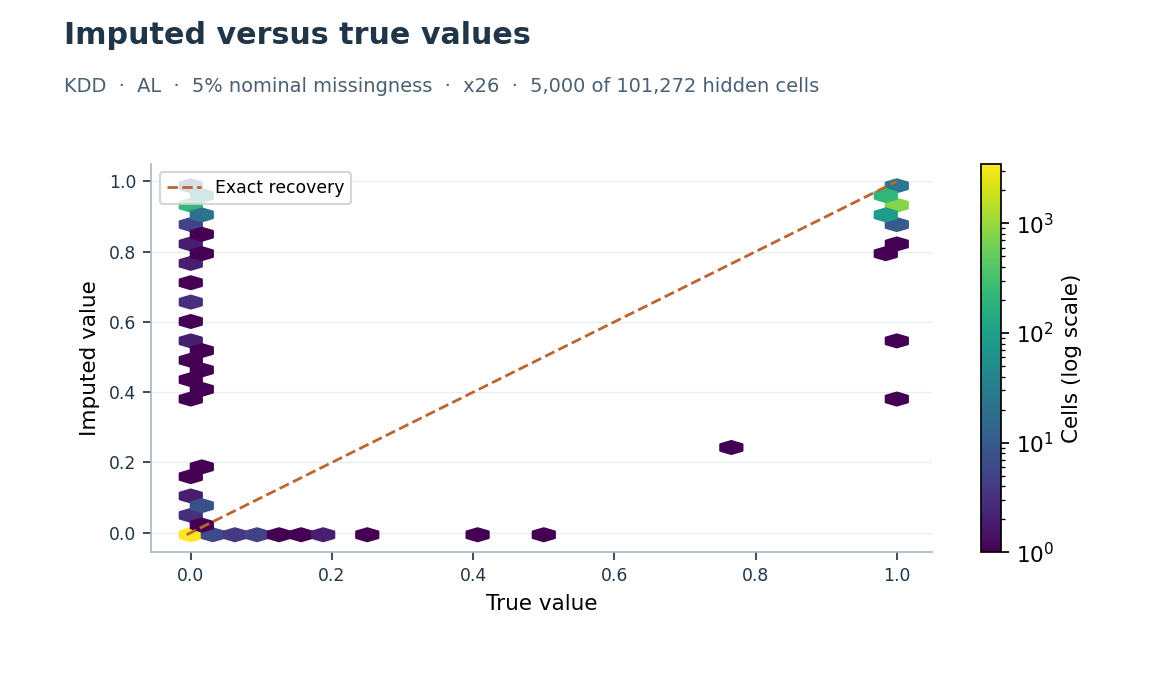 Imputed versus true values
KDD · AL · 5% nominal missingness · x26 · 5,000 of 101,272 hidden cells
Exact recovery
1.0
0.8
0.6
0.4
0.2
0.0
Imputed value
0.0 0.2 0.4 0.6 0.8 1.0
True value
10³
10²
10¹
10⁰
Cells (log scale)